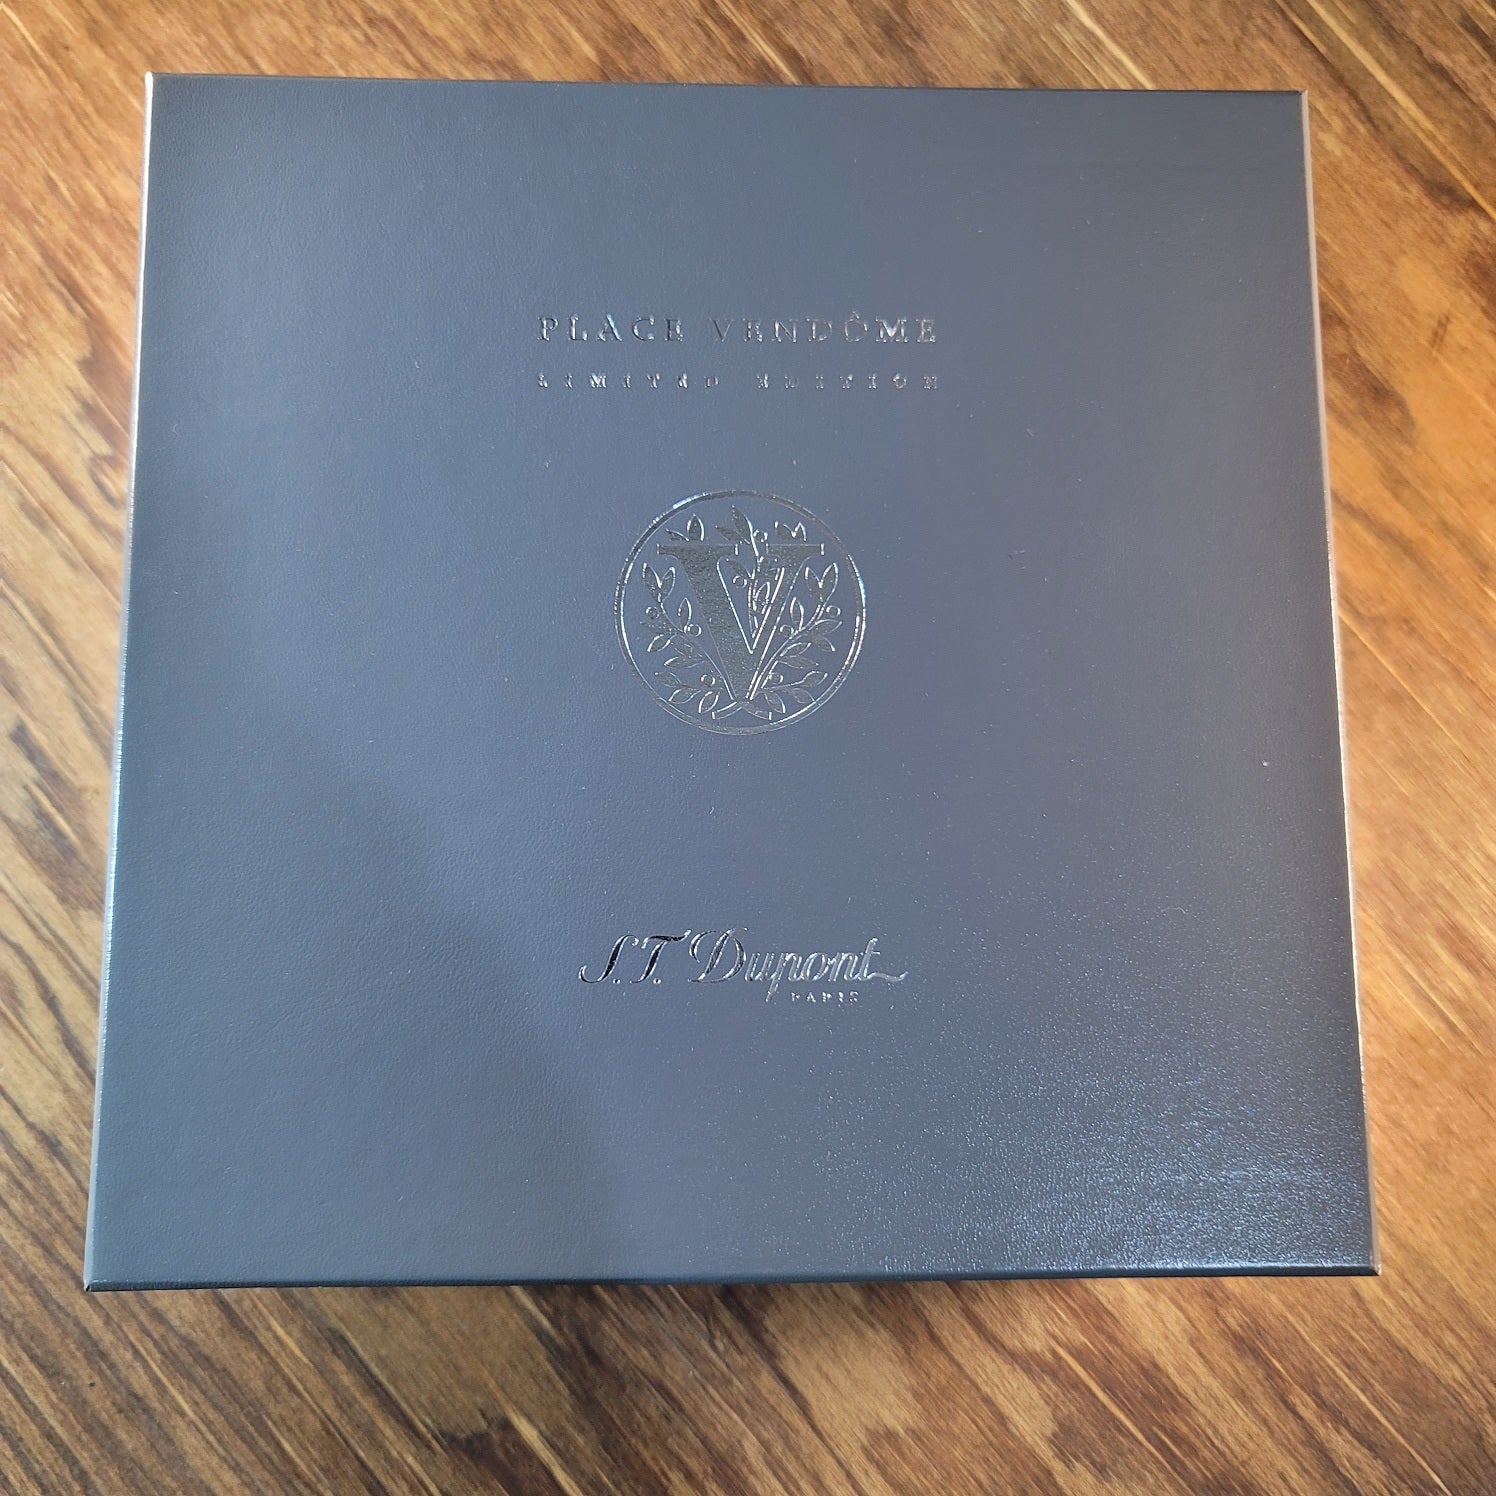 PLACE VENDÔME
LIMITED EDITION
V
S.T. Dupont
PARIS